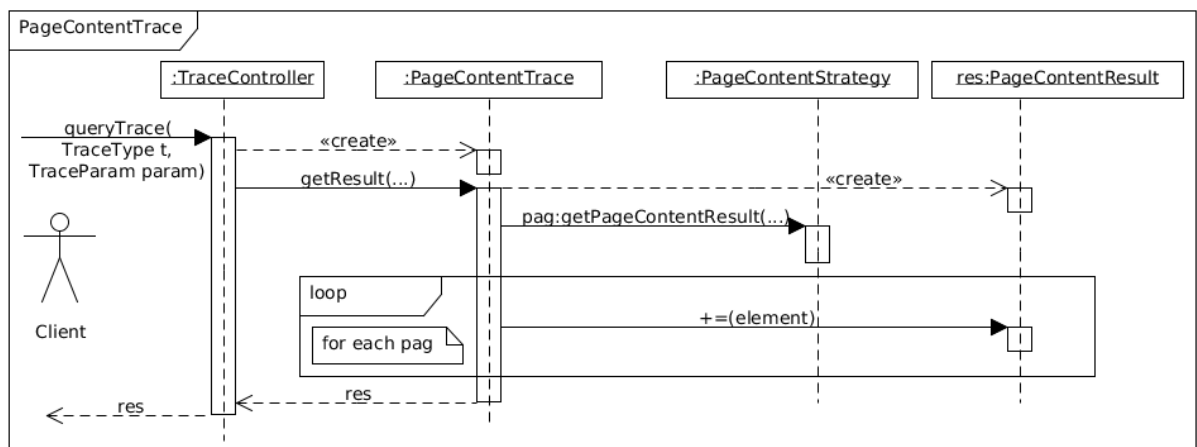 PageContentTrace
:TraceController
:PageContentTrace
:PageContentStrategy
res:PageContentResult
queryTrace(
TraceType t,
TraceParam param)
«create»
getResult(...)
«create»
pag:getPageContentResult(...)
Client
loop
for each pag
+=(element)
res
res